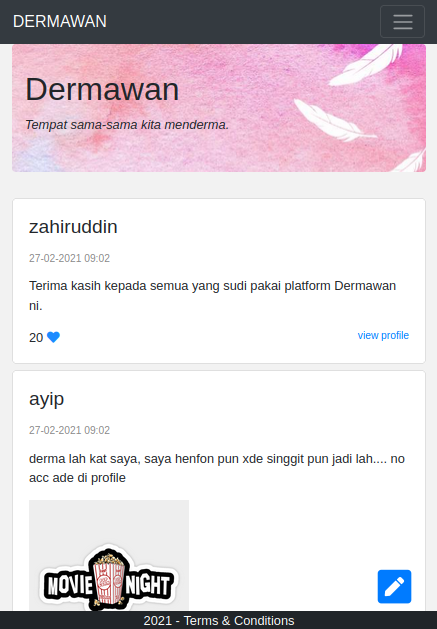 DERMAWAN
Dermawan
Tempat sama-sama kita menderma.
zahiruddin
27-02-2021 09:02
Terima kasih kepada semua yang sudi pakai platform Dermawan
ni.
20
view profile
ayip
27-02-2021 09:02
derma lah kat saya, saya henfon pun xde singgit pun jadi lah.... no
acc ade di profile
MOVIE NIGHT
2021 - Terms & Conditions